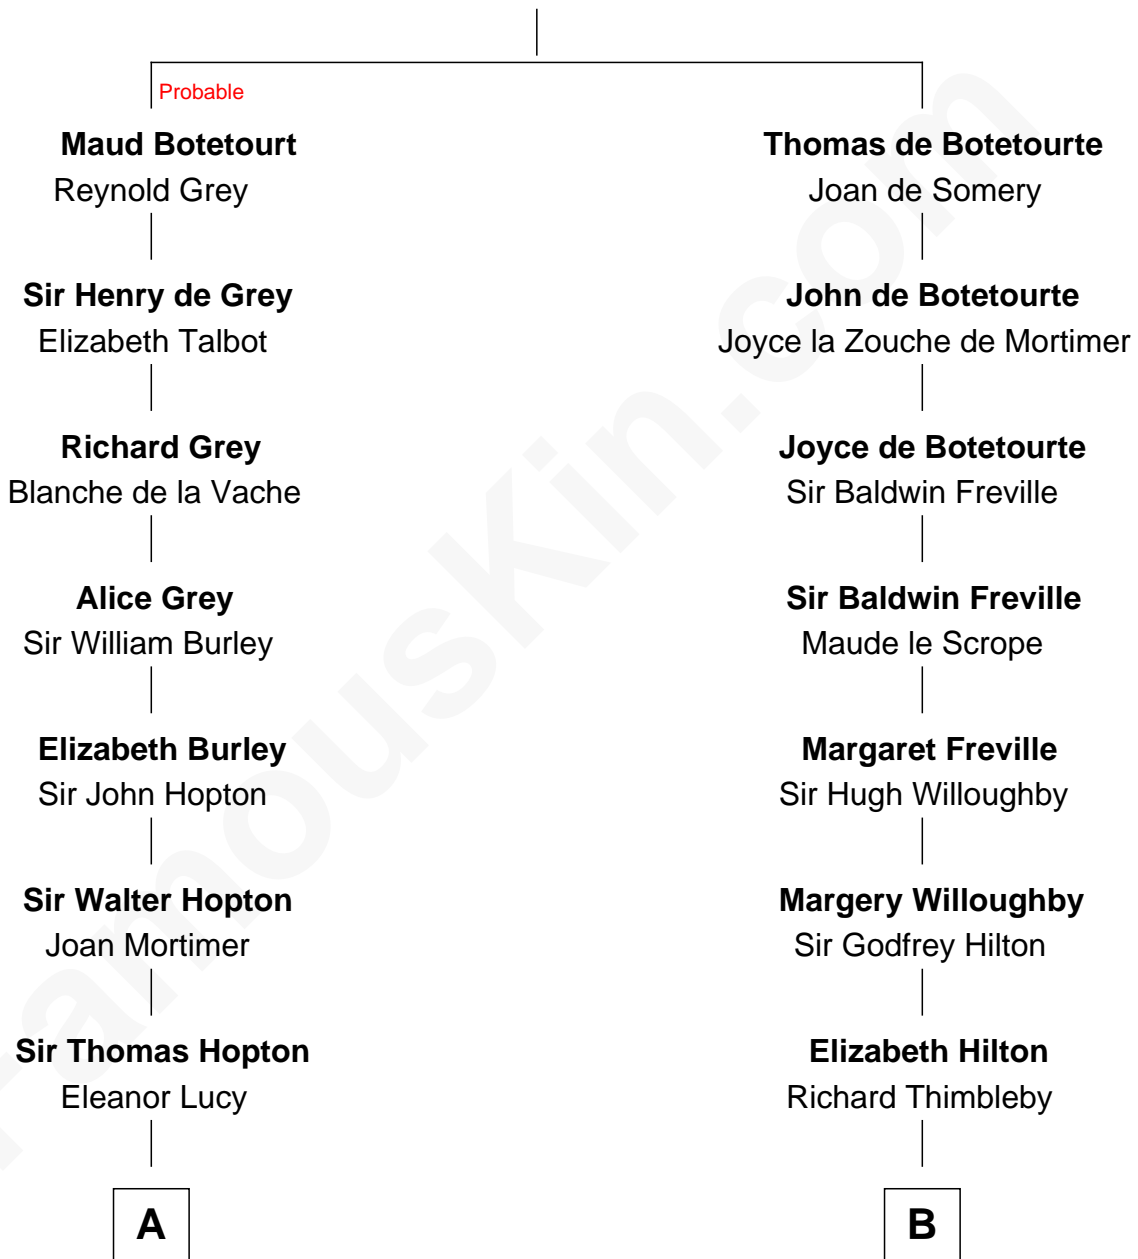 Probable
Maud Botetourt
Reynold Grey
Sir Henry de Grey
Elizabeth Talbot
Richard Grey
Blanche de la Vache
Alice Grey
Sir William Burley
Elizabeth Burley
Sir John Hopton
Sir Walter Hopton
Joan Mortimer
Sir Thomas Hopton
Eleanor Lucy
A
Thomas de Botetourte
Joan de Somery
John de Botetourte
Joyce la Zouche de Mortimer
Joyce de Botetourte
Sir Baldwin Freville
Sir Baldwin Freville
Maude le Scrope
Margaret Freville
Sir Hugh Willoughby
Margery Willoughby
Sir Godfrey Hilton
Elizabeth Hilton
Richard Thimbleby
B
FamousKin.com